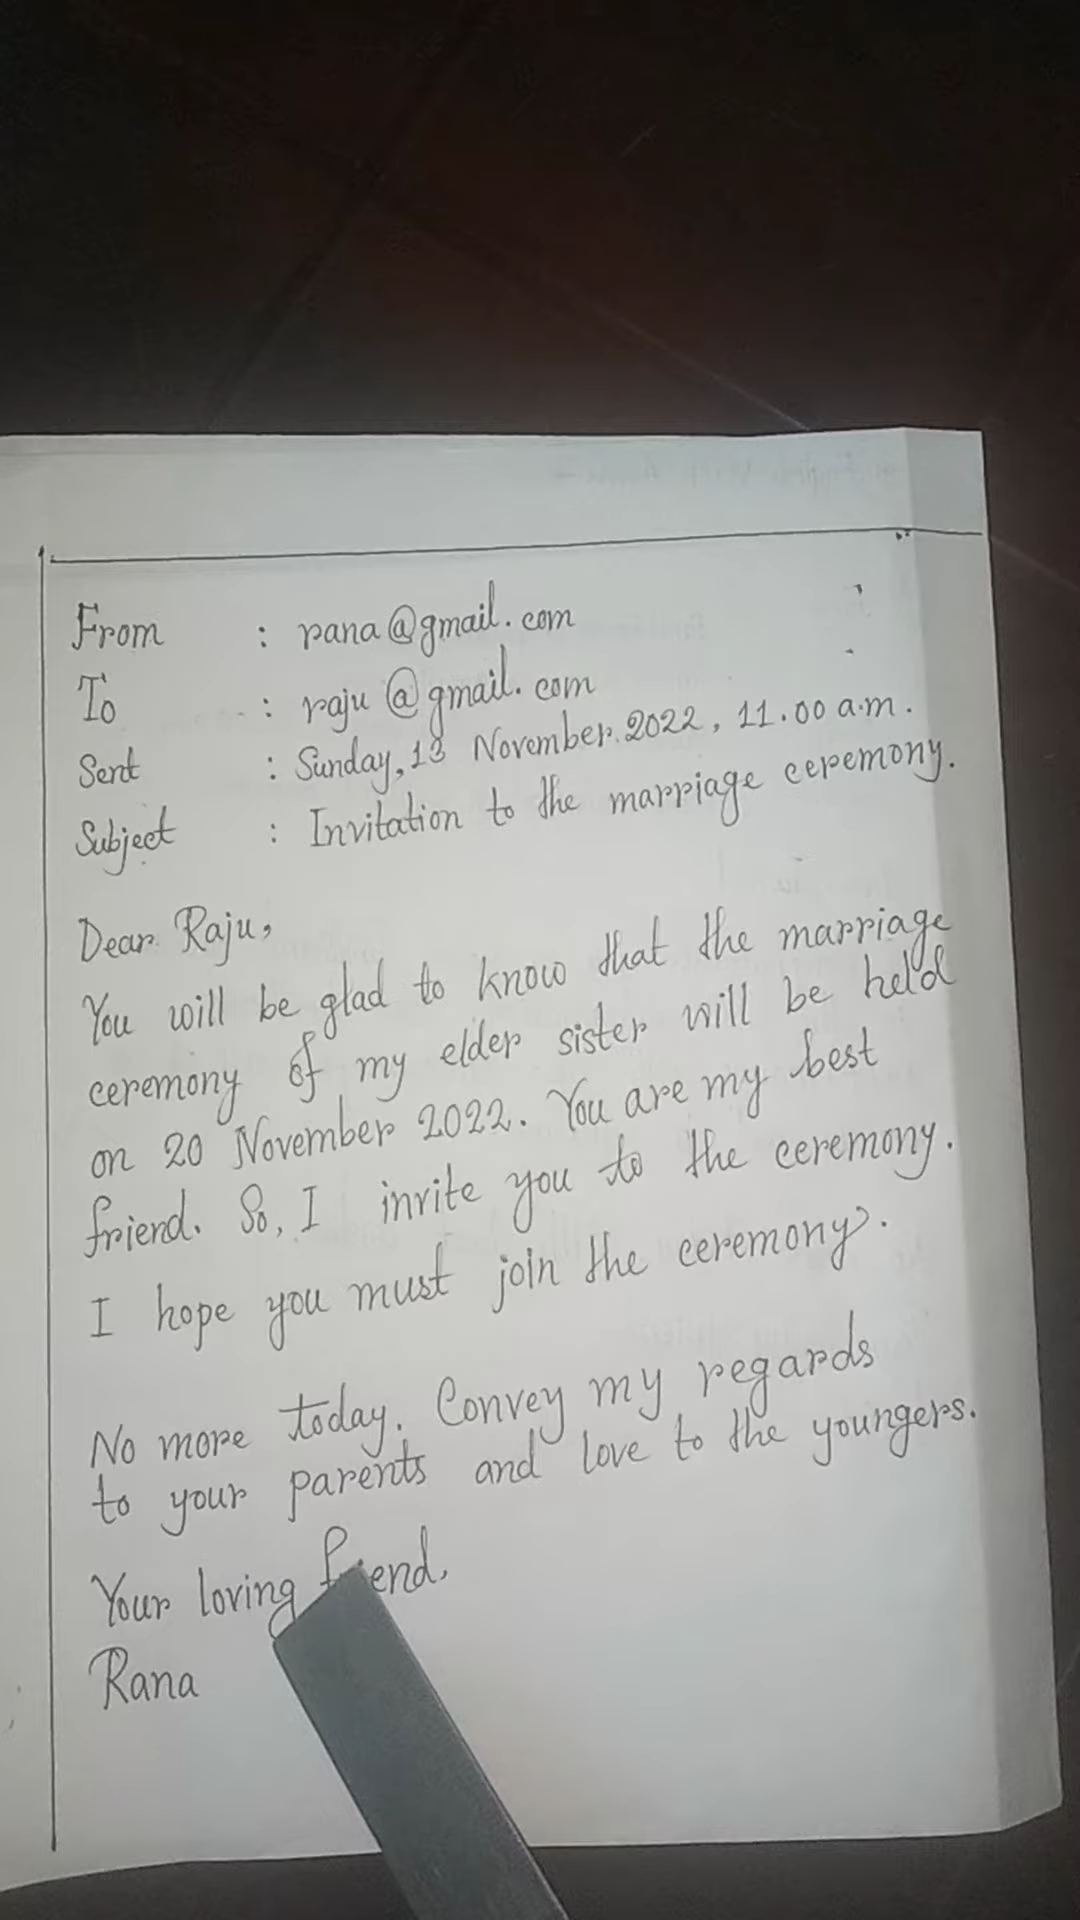 From : rana@gmail.com
To : raju@gmail.com
Sent : Sunday, 13 November 2022, 11.00 a.m.
Subject : Invitation to the marriage ceremony.
Dear Raju,
You will be glad to know that the marriage
ceremony of my elder sister will be held
on 20 November 2022. You are my best
friend. So, I invite you to the ceremony.
I hope you must join the ceremony.
No more today. Convey my regards
to your parents and love to the youngers.
Your loving friend,
Rana